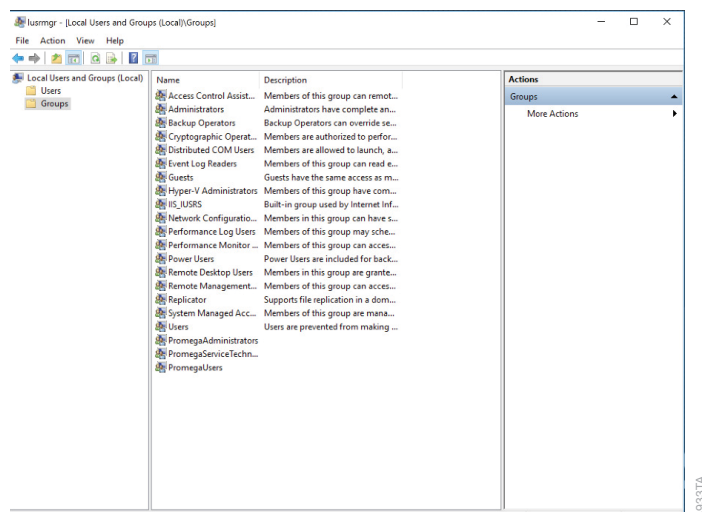 lusrmgr - [Local Users and Groups (Local)\Groups]
File Action View Help
Local Users and Groups (Local)
Users
Groups
Name Description
Access Control Assist... Members of this group can remot...
Administrators Administrators have complete an...
Backup Operators Backup Operators can override se...
Cryptographic Operat... Members are authorized to perfor...
Distributed COM Users Members are allowed to launch, a...
Event Log Readers Members of this group can read e...
Guests Guests have the same access as m...
Hyper-V Administrators Members of this group have com...
IIS_IUSRS Built-in group used by Internet Inf...
Network Configuratio... Members in this group can have s...
Performance Log Users Members of this group may sche...
Performance Monitor ... Members of this group can acces...
Power Users Power Users are included for back...
Remote Desktop Users Members in this group are grante...
Remote Management... Members of this group can acces...
Replicator Supports file replication in a dom...
System Managed Acc... Members of this group are mana...
Users Users are prevented from making ...
PromegaAdministrators
PromegaServiceTechn...
PromegaUsers
Actions
Groups
More Actions
933TA